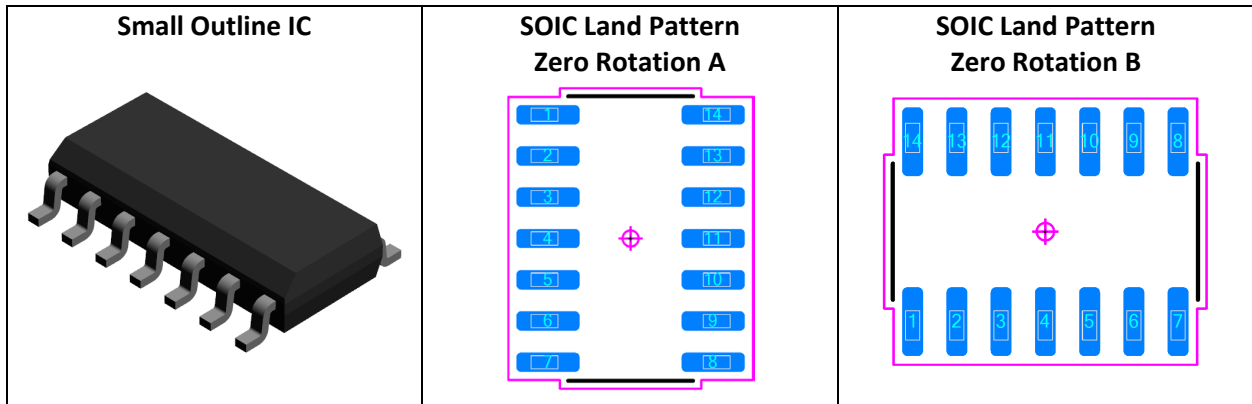 Small Outline IC
SOIC Land Pattern
Zero Rotation A
1 14
2 13
3 12
4 11
5 10
6 9
7 8
SOIC Land Pattern
Zero Rotation B
14 13 12 11 10 9 8
1 2 3 4 5 6 7